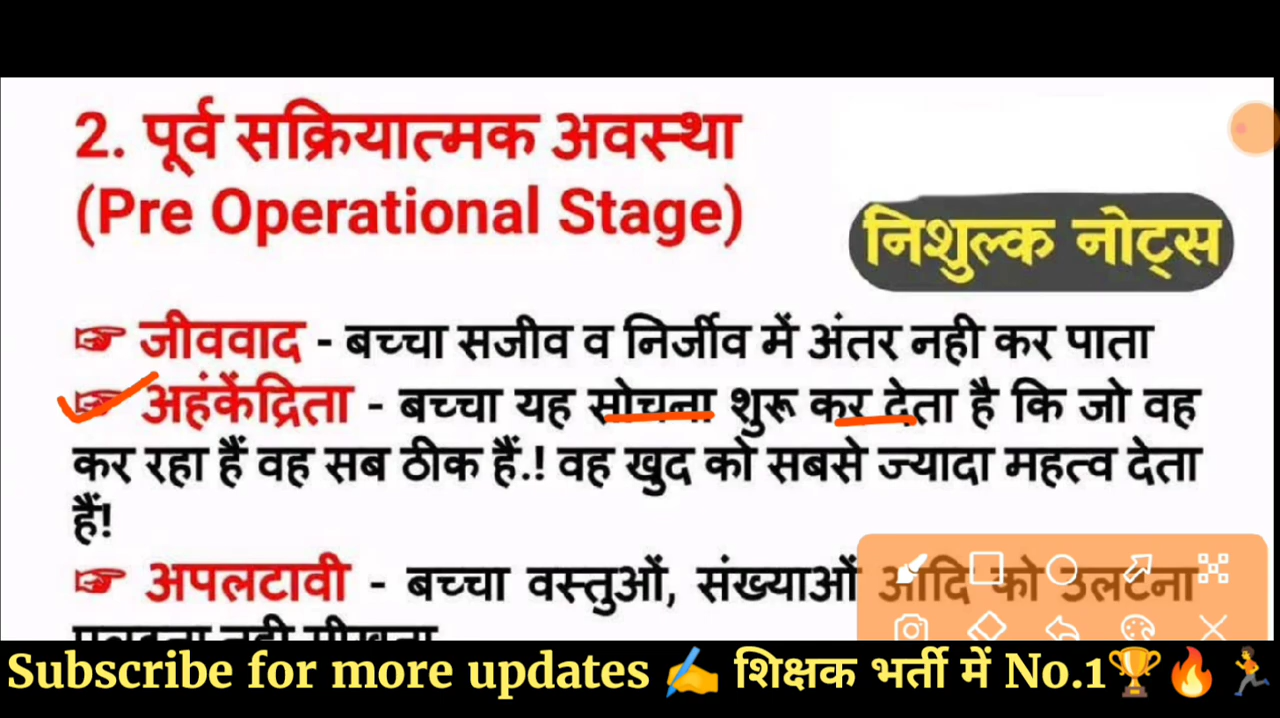 2. पूर्व सक्रियात्मक अवस्था
(Pre Operational Stage)
निशुल्क नोट्स
☞ जीववाद - बच्चा सजीव व निर्जीव में अंतर नही कर पाता
☞ अहंकेंद्रिता - बच्चा यह सोचना शुरू कर देता है कि जो वह
कर रहा हैं वह सब ठीक हैं.! वह खुद को सबसे ज्यादा महत्व देता
हैं!
☞ अपलटावी - बच्चा वस्तुओं, संख्याओं आदि को उलटना
Subscribe for more updates ✍️ शिक्षक भर्ती में No.1🏆🔥🏃